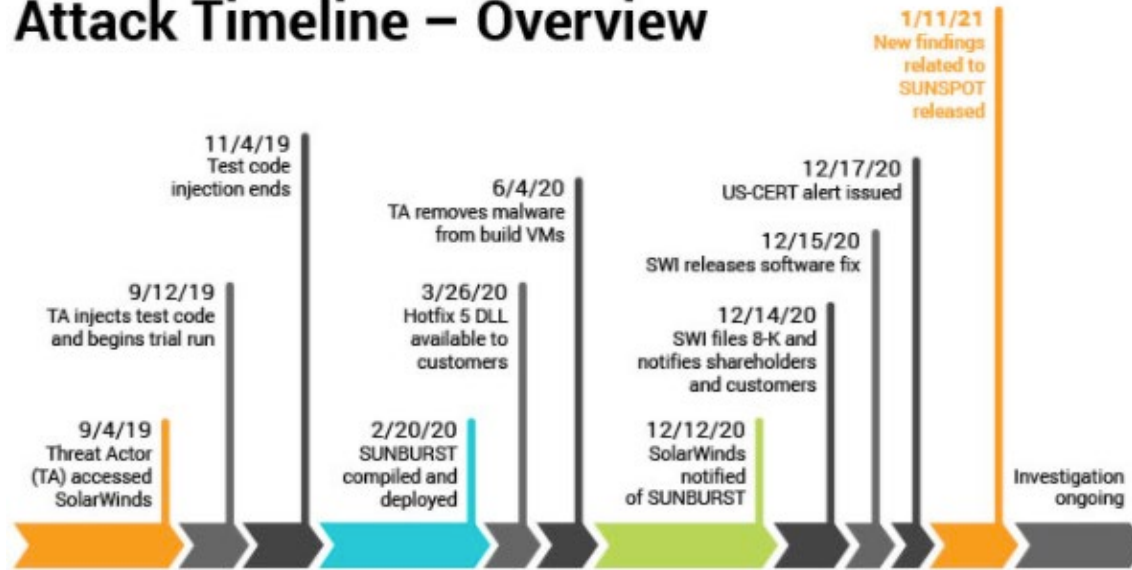 Attack Timeline – Overview
9/4/19
Threat Actor
(TA) accessed
SolarWinds
9/12/19
TA injects test code
and begins trial run
11/4/19
Test code
injection ends
2/20/20
SUNBURST
compiled and
deployed
3/26/20
Hotfix 5 DLL
available to
customers
6/4/20
TA removes malware
from build VMs
12/12/20
SolarWinds
notified
of SUNBURST
12/14/20
SWI files 8-K and
notifies shareholders
and customers
12/15/20
SWI releases software fix
12/17/20
US-CERT alert issued
1/11/21
New findings
related to
SUNSPOT
released
Investigation
ongoing